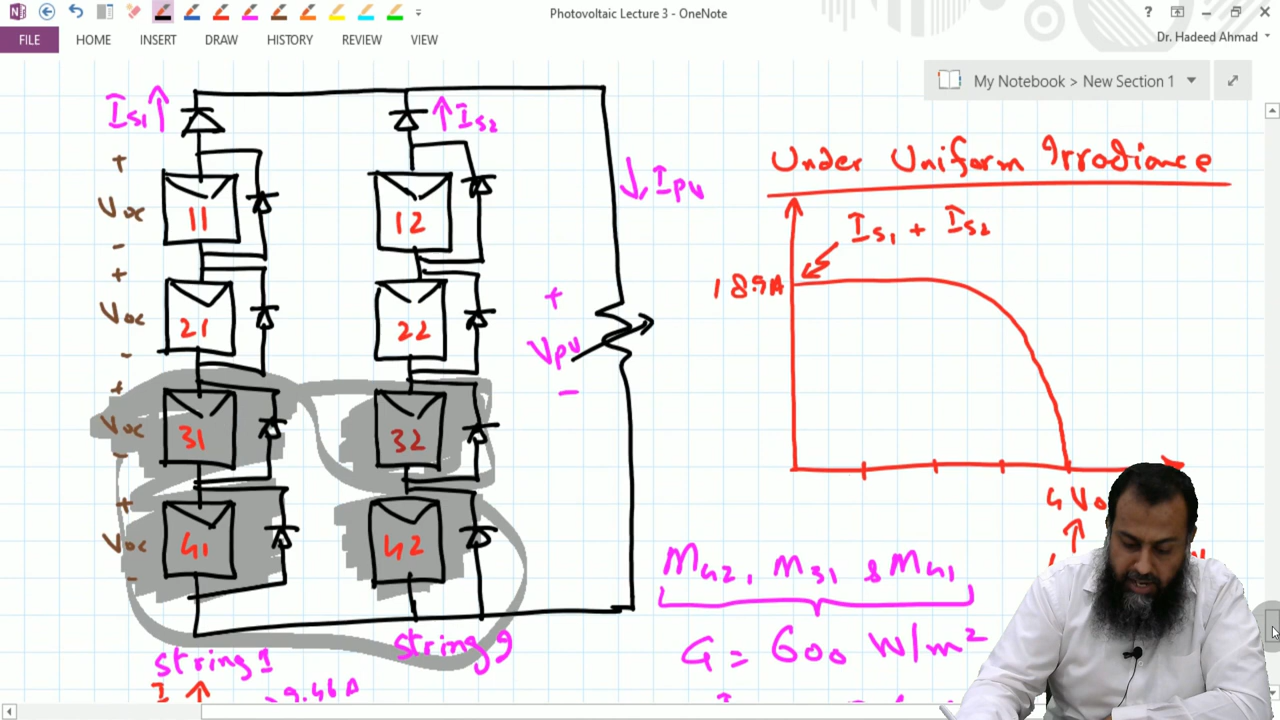 Photovoltaic Lecture 3 - OneNote
?
Dr. Hadeed Ahmad
FILE HOME INSERT DRAW HISTORY REVIEW VIEW
My Notebook > New Section 1
Is1
Is2
+
Voc
-
+
Voc
-
+
Voc
-
+
Voc
-
11
12
21
22
31
32
41
42
Ipv
+
Vpv
-
Under Uniform Irradiance
Is1 + Is2
18.9A
M42, M31 & M41
G = 600 W/m²
string 1
I
9.46A